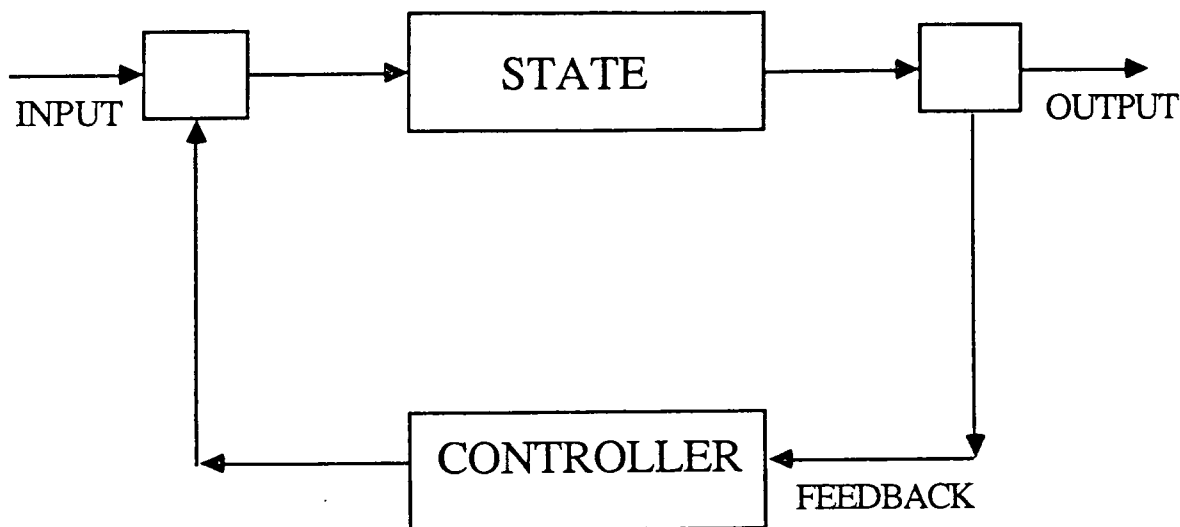 STATE
INPUT
OUTPUT
CONTROLLER
FEEDBACK